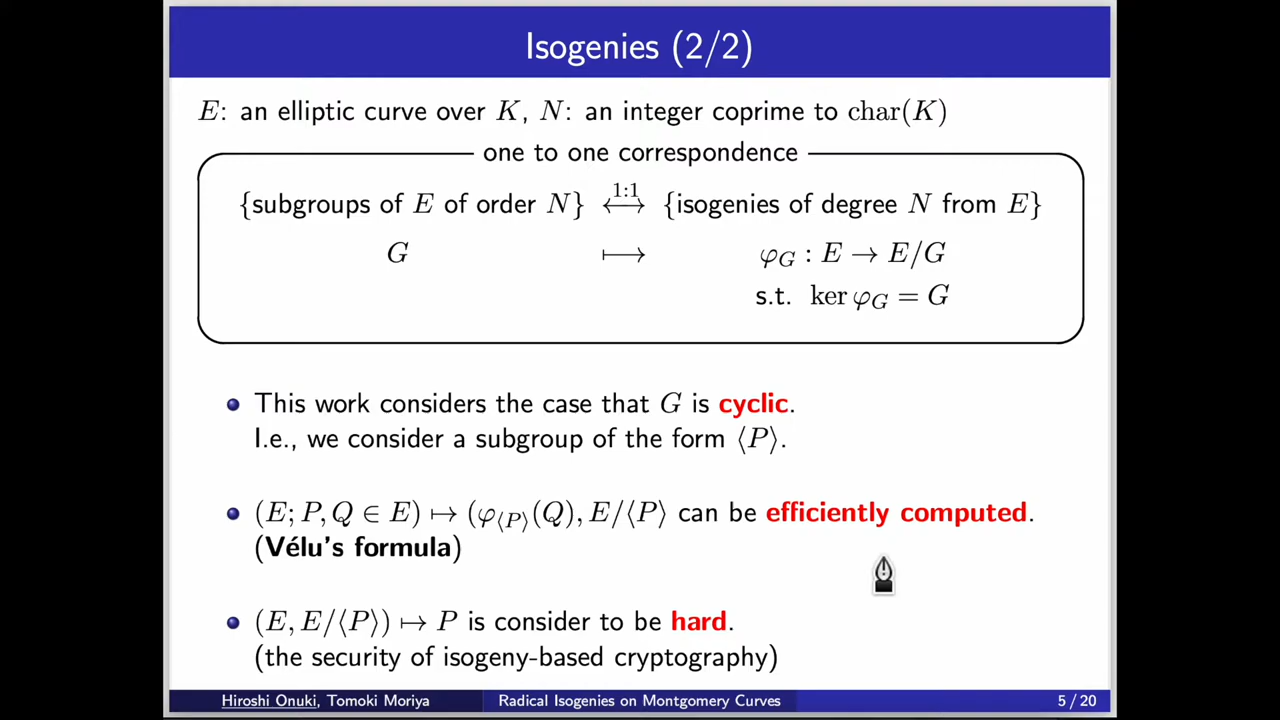 Isogenies (2/2)
E: an elliptic curve over K, N: an integer coprime to char(K)
one to one correspondence
{subgroups of E of order N} ⟷ {isogenies of degree N from E}
1:1
G ⟼ φ_G : E → E/G
s.t. ker φ_G = G
This work considers the case that G is cyclic.
I.e., we consider a subgroup of the form ⟨P⟩.
(E; P, Q ∈ E) ↦ (φ_⟨P⟩(Q), E/⟨P⟩ can be efficiently computed.
(Vélu's formula)
(E, E/⟨P⟩) ↦ P is consider to be hard.
(the security of isogeny-based cryptography)
Hiroshi Onuki, Tomoki Moriya Radical Isogenies on Montgomery Curves 5 / 20